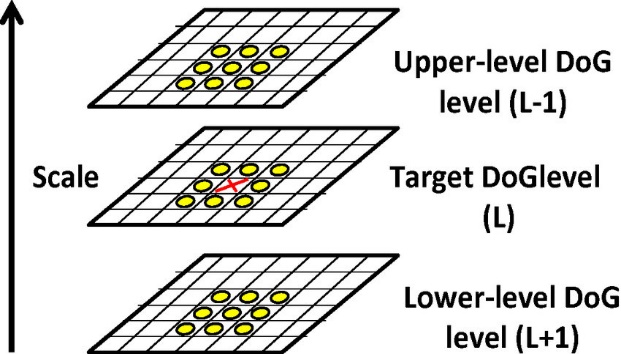 Upper-level DoG
level (L-1)
Scale
Target DoGlevel
(L)
Lower-level DoG
level (L+1)